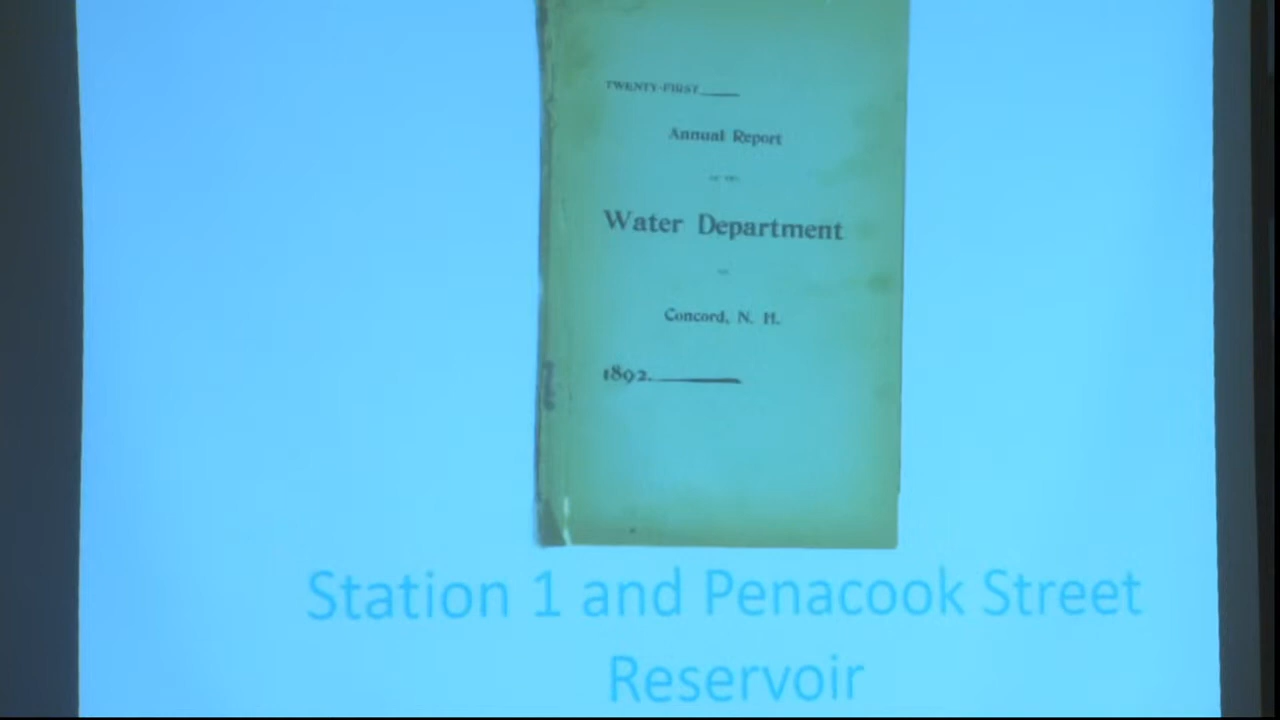 TWENTY-FIRST
Annual Report
Water Department
Concord, N. H.
1892.
Station 1 and Penacook Street
Reservoir